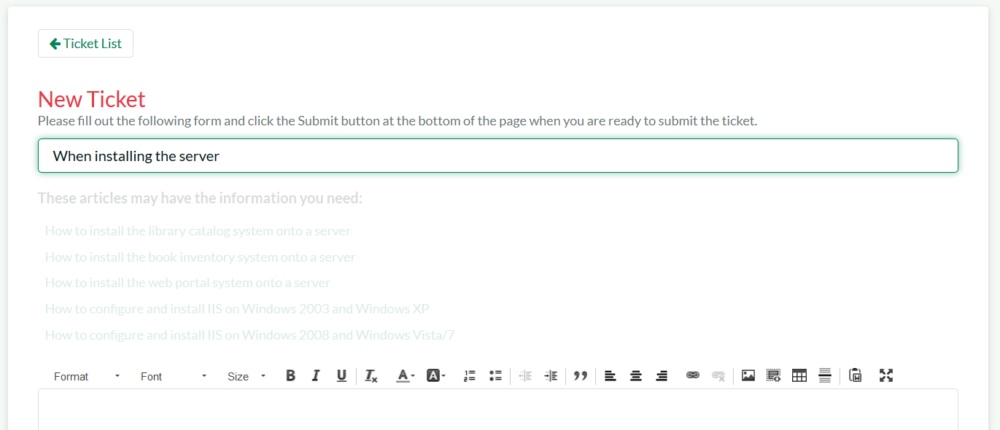 Ticket List
New Ticket
Please fill out the following form and click the Submit button at the bottom of the page when you are ready to submit the ticket.
When installing the server
These articles may have the information you need:
How to install the library catalog system onto a server
How to install the book inventory system onto a server
How to install the web portal system onto a server
How to configure and install IIS on Windows 2003 and Windows XP
How to configure and install IIS on Windows 2008 and Windows Vista/7
Format Font Size B I U Ix A A